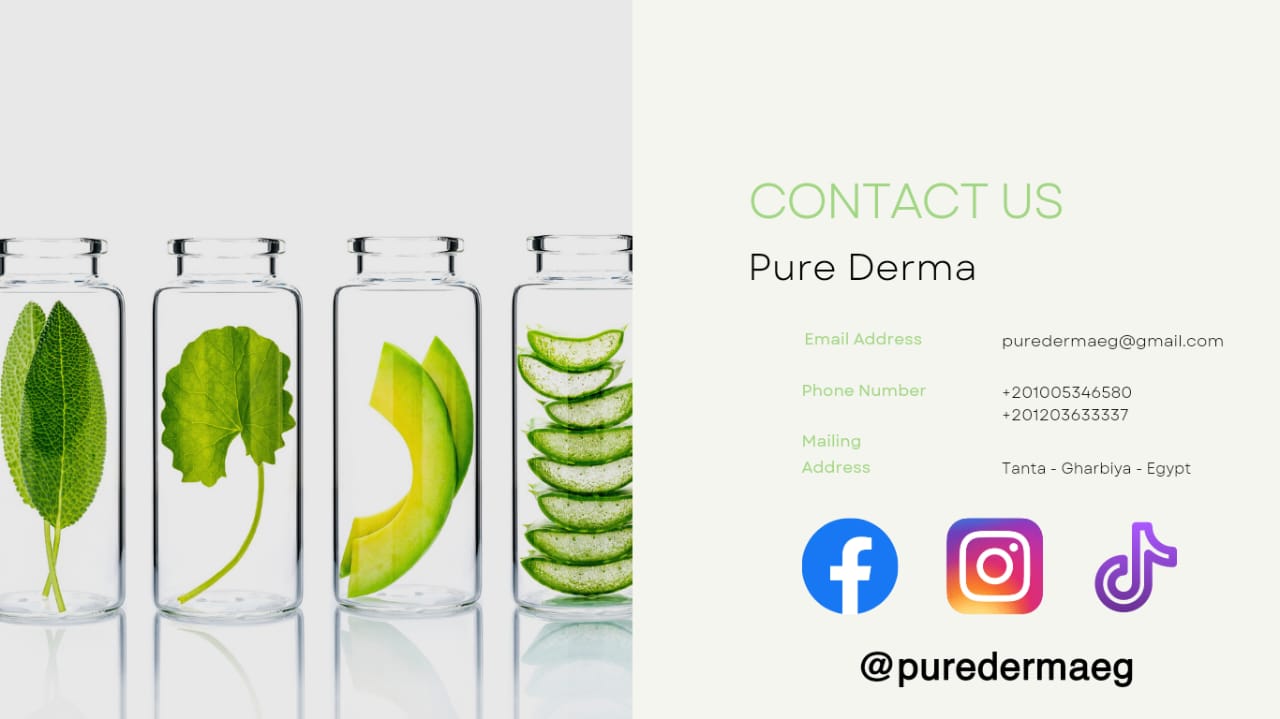 CONTACT US
Pure Derma
Email Address
puredermaeg@gmail.com
Phone Number
+201005346580
+201203633337
Mailing
Address
Tanta - Gharbiya - Egypt
@puredermaeg